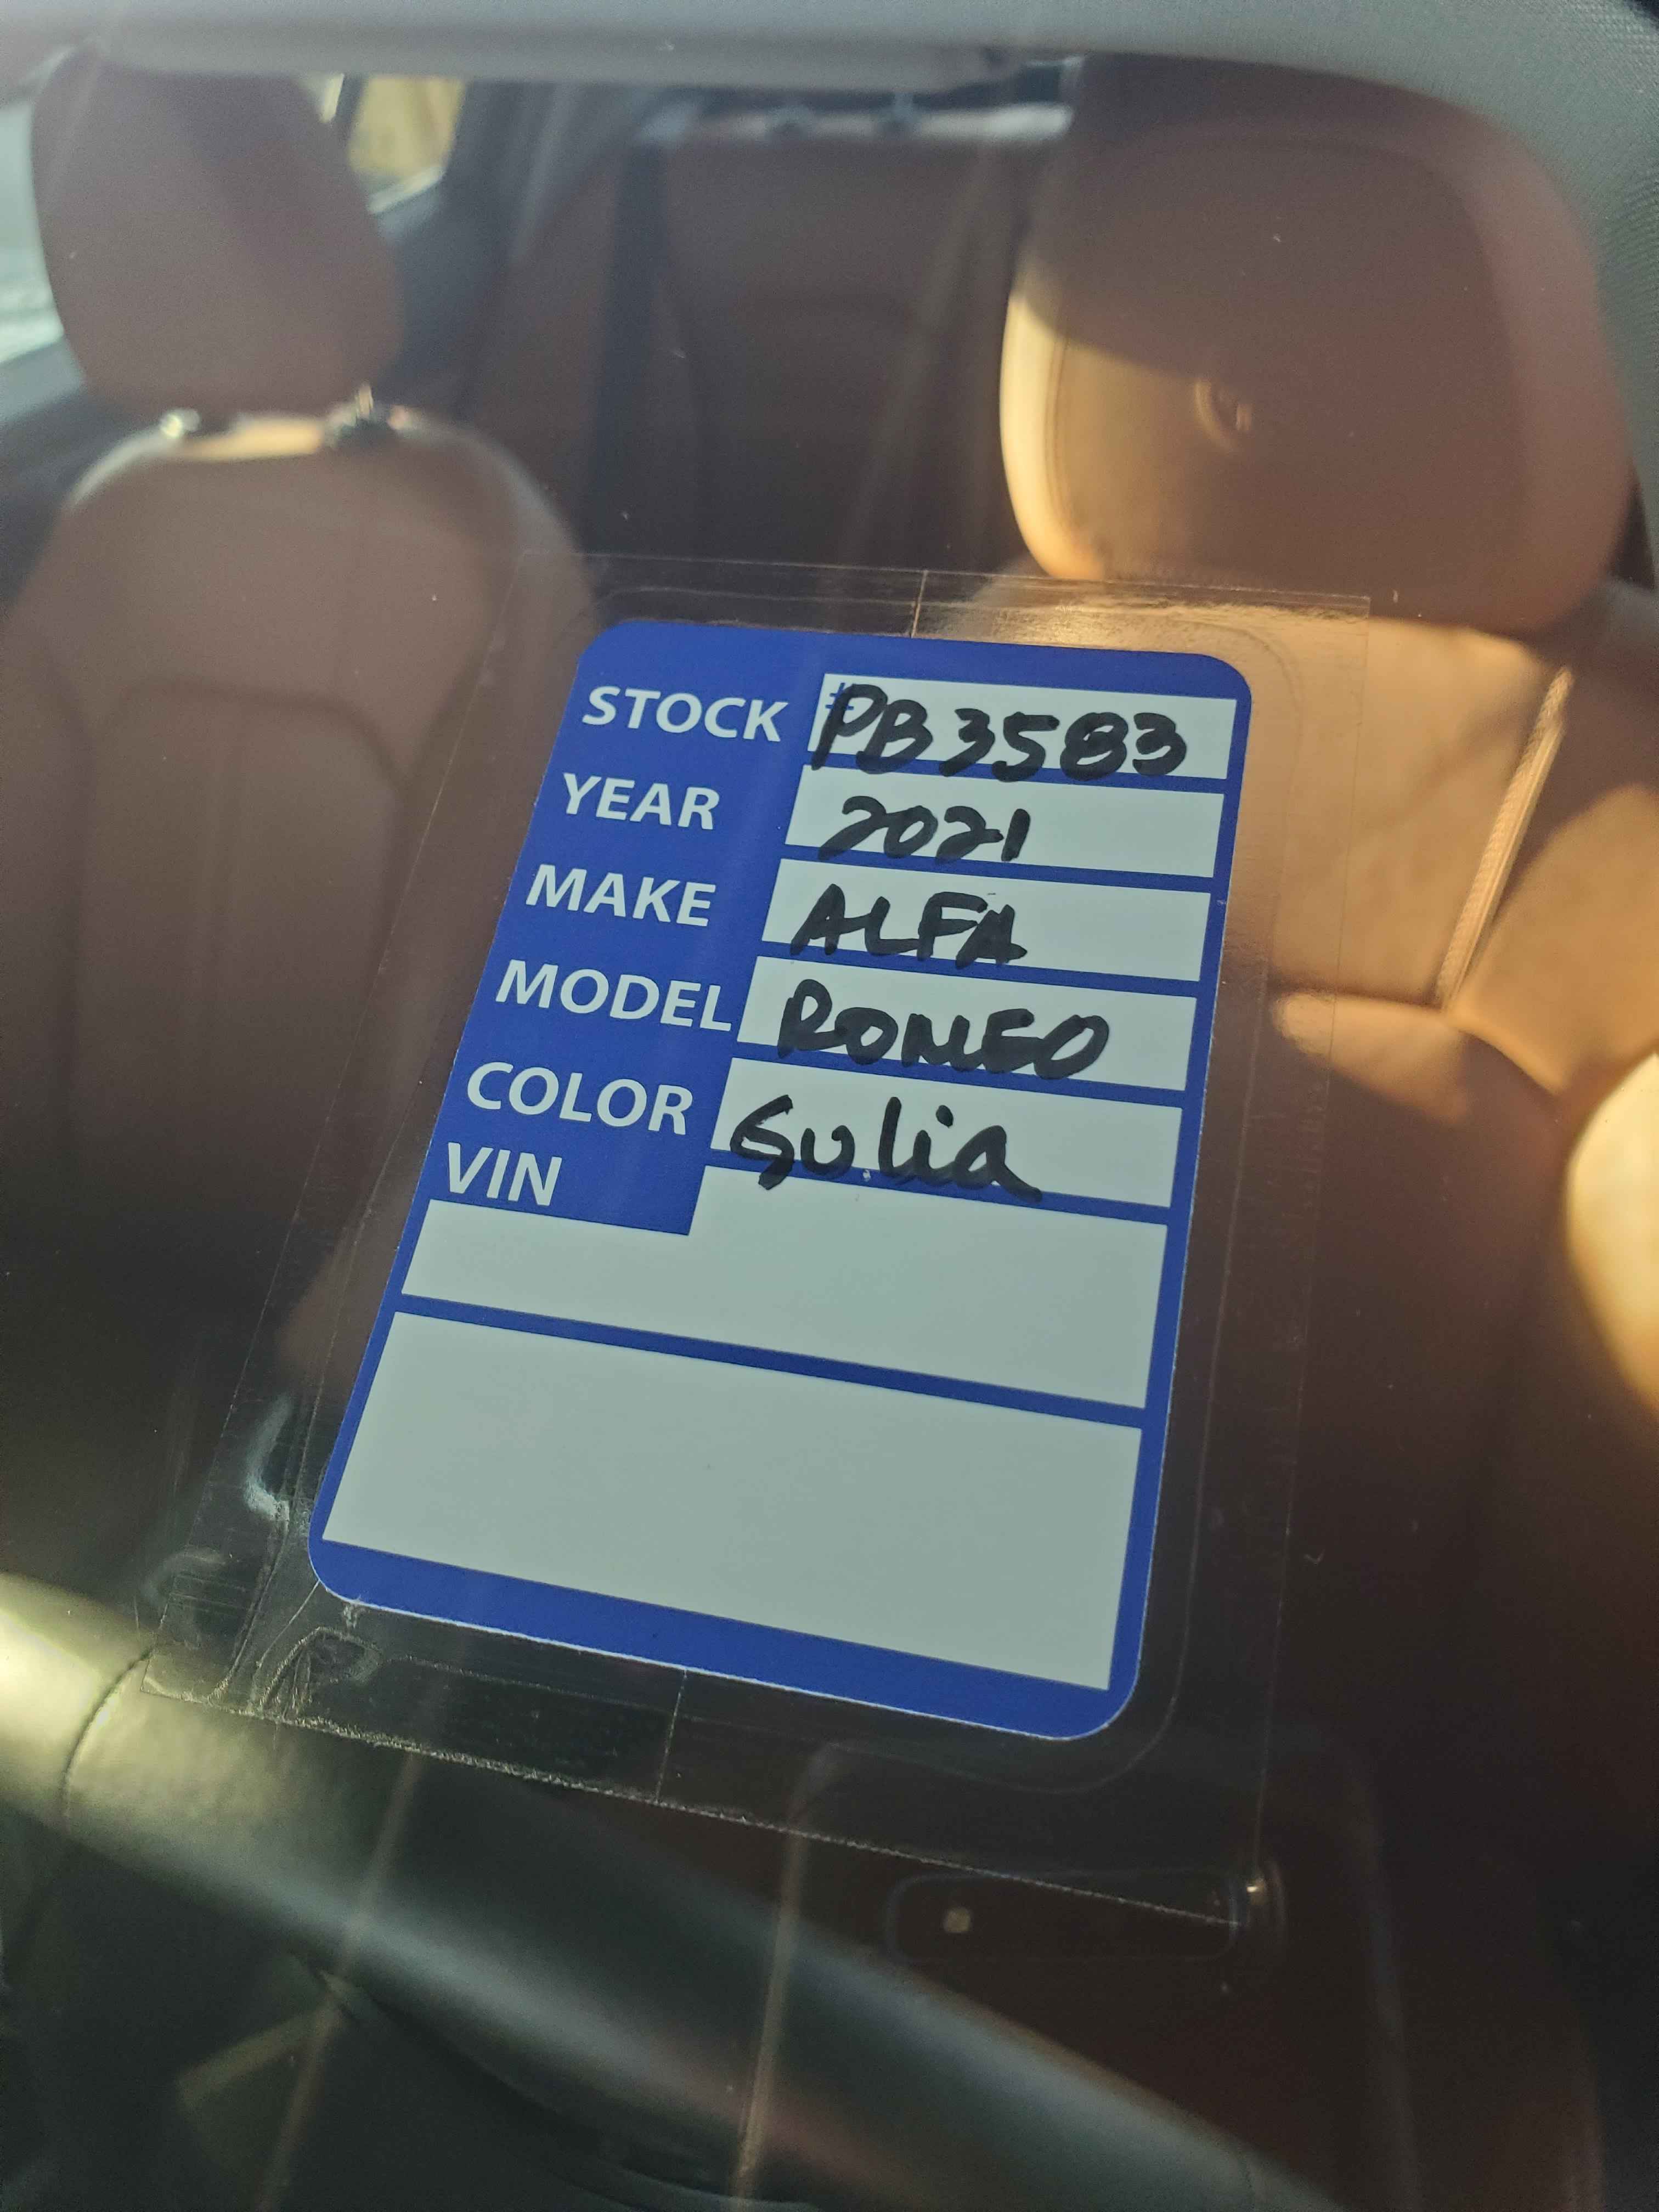 STOCK #PB3583
YEAR 2021
MAKE ALFA
MODEL ROMEO
COLOR Gulia
VIN